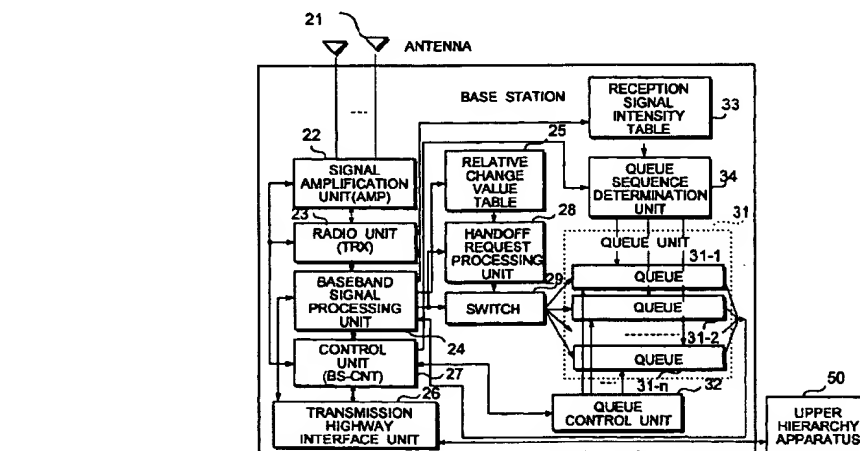 21
ANTENNA
BASE STATION
RECEPTION
SIGNAL
INTENSITY
TABLE
33
22
SIGNAL
AMPLIFICATION
UNIT(AMP)
25
RELATIVE
CHANGE
VALUE
TABLE
QUEUE
SEQUENCE
DETERMINATION
UNIT
34
23
RADIO UNIT
(TRX)
28
HANDOFF
REQUEST
PROCESSING
UNIT
31
QUEUE UNIT
31-1
QUEUE
BASEBAND
SIGNAL
PROCESSING
UNIT
24
29
SWITCH
QUEUE
31-2
QUEUE
31-n
CONTROL
UNIT
(BS-CNT)
27
26
TRANSMISSION
HIGHWAY
INTERFACE UNIT
32
QUEUE
CONTROL UNIT
50
UPPER
HIERARCHY
APPARATUS